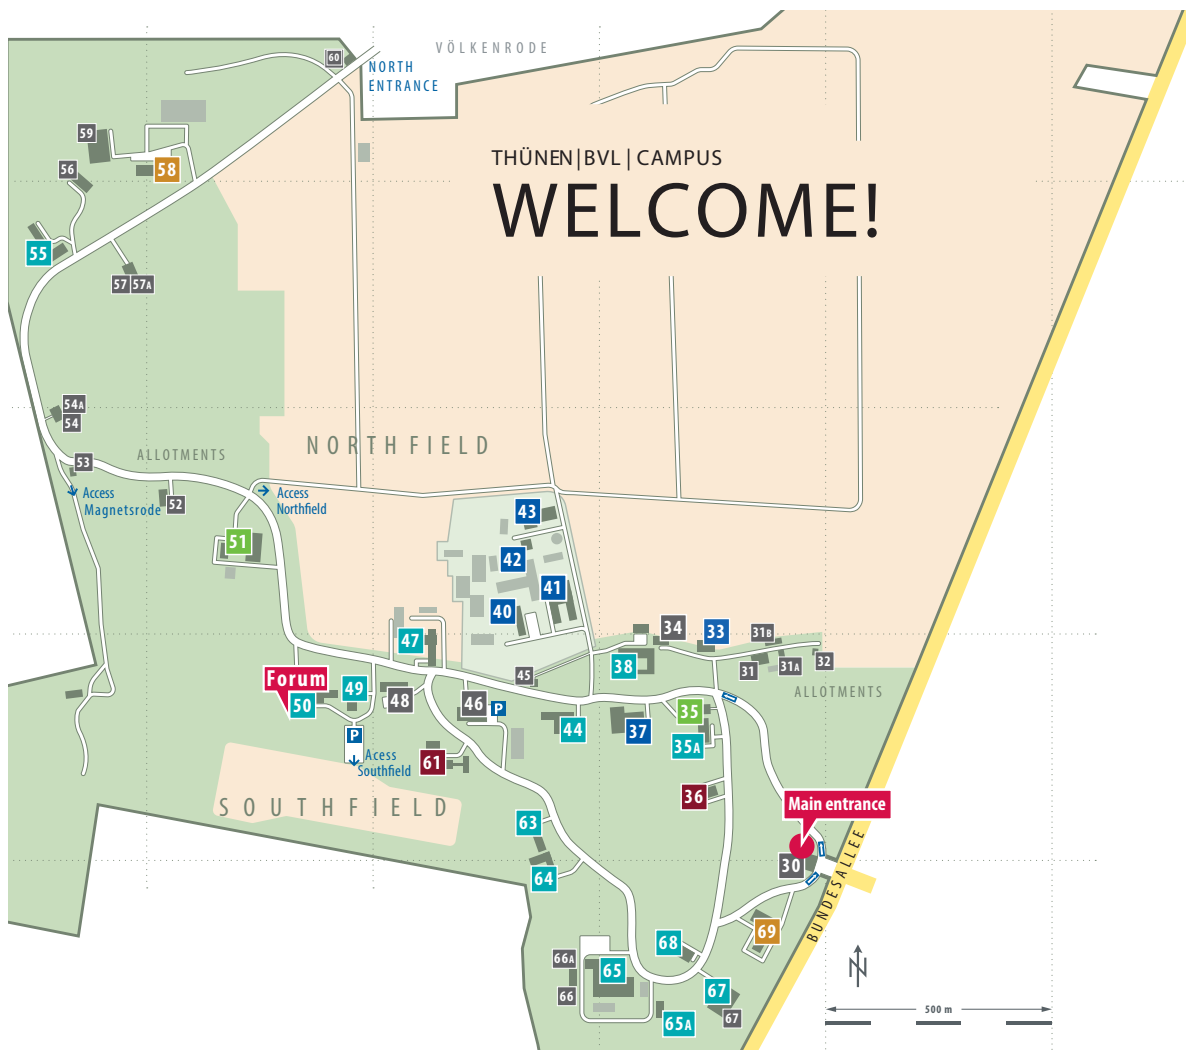 VÖLKENRODE
60
NORTH
ENTRANCE
59
56
58
THÜNEN|BVL | CAMPUS
WELCOME!
55
57 57A
54A
54
NORTHFIELD
ALLOTMENTS
53
Access
Magnetsrode
52
Access
Northfield
43
51
42
41
40
47
34
33
31B
38
45
31
31A
32
Forum
50
49
48
46
P
ALLOTMENTS
35
44
37
35A
P
Acess
Southfield
61
36
SOUTHFIELD
Main entrance
63
30
64
BUNDESALLEE
69
68
66A
65
66
67
67
65A
N
500 m